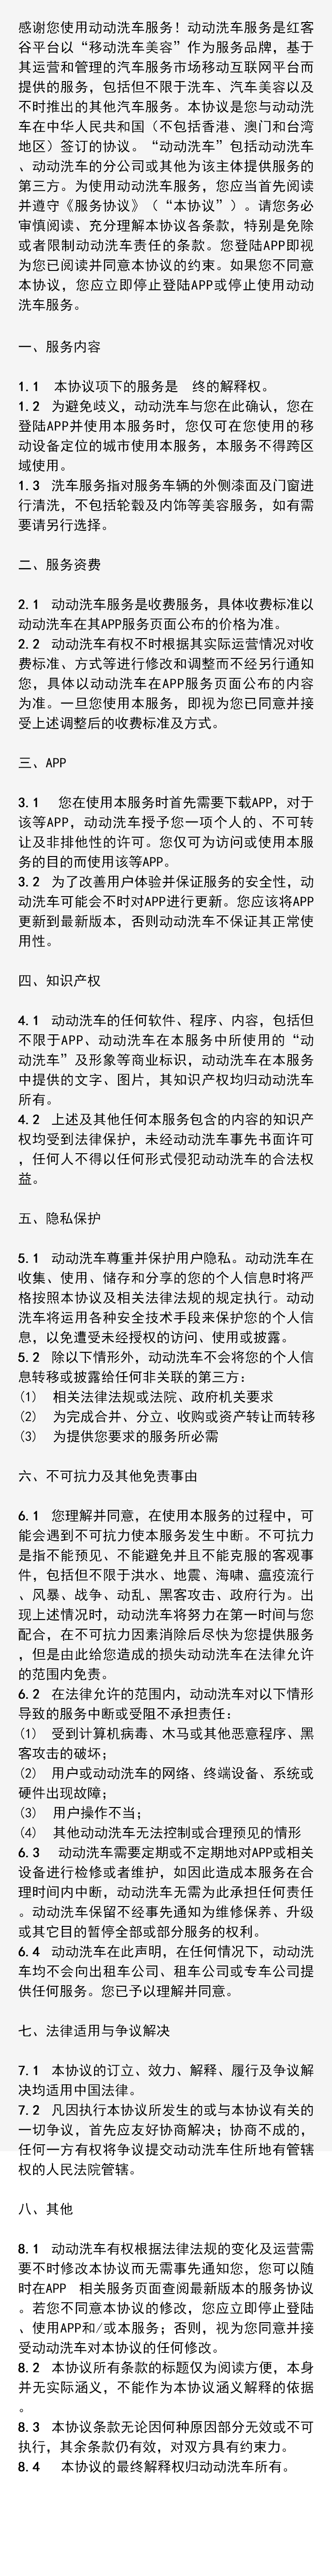 感谢您使用动动洗车服务！动动洗车服务是红客
谷平台以“移动洗车美容”作为服务品牌，基于
其运营和管理的汽车服务市场移动互联网平台而
提供的服务，包括但不限于洗车、汽车美容以及
不时推出的其他汽车服务。本协议是您与动动洗
车在中华人民共和国（不包括香港、澳门和台湾
地区）签订的协议。“动动洗车”包括动动洗车
、动动洗车的分公司或其他为该主体提供服务的
第三方。为使用动动洗车服务，您应当首先阅读
并遵守《服务协议》（“本协议”）。请您务必
审慎阅读、充分理解本协议各条款，特别是免除
或者限制动动洗车责任的条款。您登陆APP即视
为您已阅读并同意本协议的约束。如果您不同意
本协议，您应立即停止登陆APP或停止使用动动
洗车服务。
一、服务内容
1.1 本协议项下的服务是 终的解释权。
1.2 为避免歧义，动动洗车与您在此确认，您在
登陆APP并使用本服务时，您仅可在您使用的移
动设备定位的城市使用本服务，本服务不得跨区
域使用。
1.3 洗车服务指对服务车辆的外侧漆面及门窗进
行清洗，不包括轮毂及内饰等美容服务，如有需
要请另行选择。
二、服务资费
2.1 动动洗车服务是收费服务，具体收费标准以
动动洗车在其APP服务页面公布的价格为准。
2.2 动动洗车有权不时根据其实际运营情况对收
费标准、方式等进行修改和调整而不经另行通知
您，具体以动动洗车在APP服务页面公布的内容
为准。一旦您使用本服务，即视为您已同意并接
受上述调整后的收费标准及方式。
三、APP
3.1 您在使用本服务时首先需要下载APP，对于
该等APP，动动洗车授予您一项个人的、不可转
让及非排他性的许可。您仅可为访问或使用本服
务的目的而使用该等APP。
3.2 为了改善用户体验并保证服务的安全性，动
动洗车可能会不时对APP进行更新。您应该将APP
更新到最新版本，否则动动洗车不保证其正常使
用性。
四、知识产权
4.1 动动洗车的任何软件、程序、内容，包括但
不限于APP、动动洗车在本服务中所使用的“动
动洗车”及形象等商业标识，动动洗车在本服务
中提供的文字、图片，其知识产权均归动动洗车
所有。
4.2 上述及其他任何本服务包含的内容的知识产
权均受到法律保护，未经动动洗车事先书面许可
，任何人不得以任何形式侵犯动动洗车的合法权
益。
五、隐私保护
5.1 动动洗车尊重并保护用户隐私。动动洗车在
收集、使用、储存和分享的您的个人信息时将严
格按照本协议及相关法律法规的规定执行。动动
洗车将运用各种安全技术手段来保护您的个人信
息，以免遭受未经授权的访问、使用或披露。
5.2 除以下情形外，动动洗车不会将您的个人信
息转移或披露给任何非关联的第三方：
(1) 相关法律法规或法院、政府机关要求
(2) 为完成合并、分立、收购或资产转让而转移
(3) 为提供您要求的服务所必需
六、不可抗力及其他免责事由
6.1 您理解并同意，在使用本服务的过程中，可
能会遇到不可抗力使本服务发生中断。不可抗力
是指不能预见、不能避免并且不能克服的客观事
件，包括但不限于洪水、地震、海啸、瘟疫流行
、风暴、战争、动乱、黑客攻击、政府行为。出
现上述情况时，动动洗车将努力在第一时间与您
配合，在不可抗力因素消除后尽快为您提供服务
，但是由此给您造成的损失动动洗车在法律允许
的范围内免责。
6.2 在法律允许的范围内，动动洗车对以下情形
导致的服务中断或受阻不承担责任：
(1) 受到计算机病毒、木马或其他恶意程序、黑
客攻击的破坏；
(2) 用户或动动洗车的网络、终端设备、系统或
硬件出现故障；
(3) 用户操作不当；
(4) 其他动动洗车无法控制或合理预见的情形
6.3 动动洗车需要定期或不定期地对APP或相关
设备进行检修或者维护，如因此造成本服务在合
理时间内中断，动动洗车无需为此承担任何责任
。动动洗车保留不经事先通知为维修保养、升级
或其它目的暂停全部或部分服务的权利。
6.4 动动洗车在此声明，在任何情况下，动动洗
车均不会向出租车公司、租车公司或专车公司提
供任何服务。您已予以理解并同意。
七、法律适用与争议解决
7.1 本协议的订立、效力、解释、履行及争议解
决均适用中国法律。
7.2 凡因执行本协议所发生的或与本协议有关的
一切争议，首先应友好协商解决；协商不成的，
任何一方有权将争议提交动动洗车住所地有管辖
权的人民法院管辖。
八、其他
8.1 动动洗车有权根据法律法规的变化及运营需
要不时修改本协议而无需事先通知您，您可以随
时在APP 相关服务页面查阅最新版本的服务协议
。若您不同意本协议的修改，您应立即停止登陆
、使用APP和/或本服务；否则，视为您同意并接
受动动洗车对本协议的任何修改。
8.2 本协议所有条款的标题仅为阅读方便，本身
并无实际涵义，不能作为本协议涵义解释的依据
。
8.3 本协议条款无论因何种原因部分无效或不可
执行，其余条款仍有效，对双方具有约束力。
8.4 本协议的最终解释权归动动洗车所有。